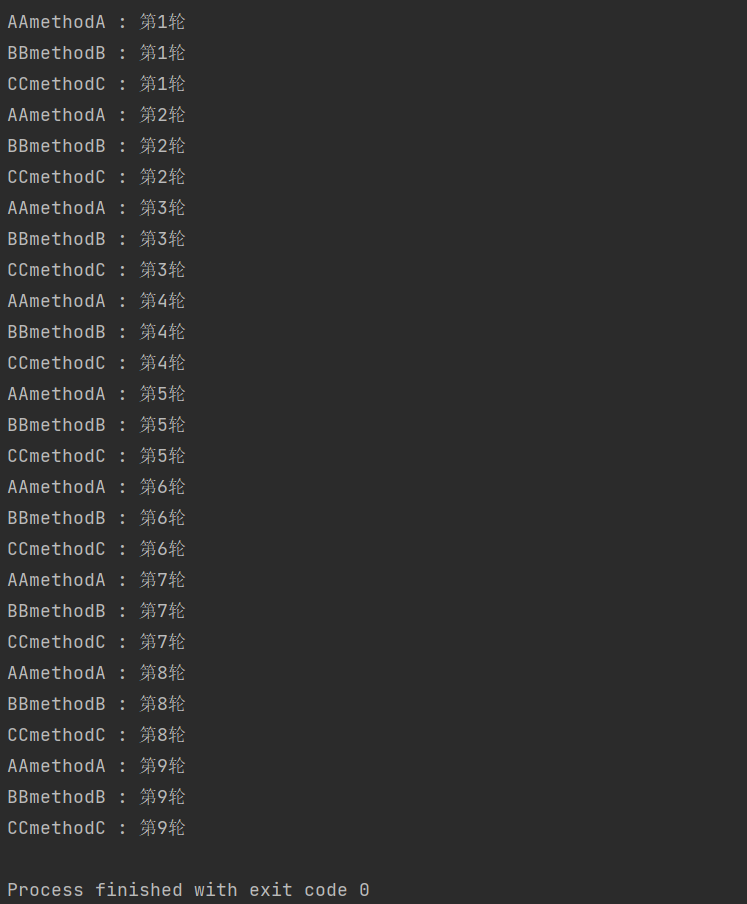 AAmethodA : 第1轮
BBmethodB : 第1轮
CCmethodC : 第1轮
AAmethodA : 第2轮
BBmethodB : 第2轮
CCmethodC : 第2轮
AAmethodA : 第3轮
BBmethodB : 第3轮
CCmethodC : 第3轮
AAmethodA : 第4轮
BBmethodB : 第4轮
CCmethodC : 第4轮
AAmethodA : 第5轮
BBmethodB : 第5轮
CCmethodC : 第5轮
AAmethodA : 第6轮
BBmethodB : 第6轮
CCmethodC : 第6轮
AAmethodA : 第7轮
BBmethodB : 第7轮
CCmethodC : 第7轮
AAmethodA : 第8轮
BBmethodB : 第8轮
CCmethodC : 第8轮
AAmethodA : 第9轮
BBmethodB : 第9轮
CCmethodC : 第9轮
Process finished with exit code 0